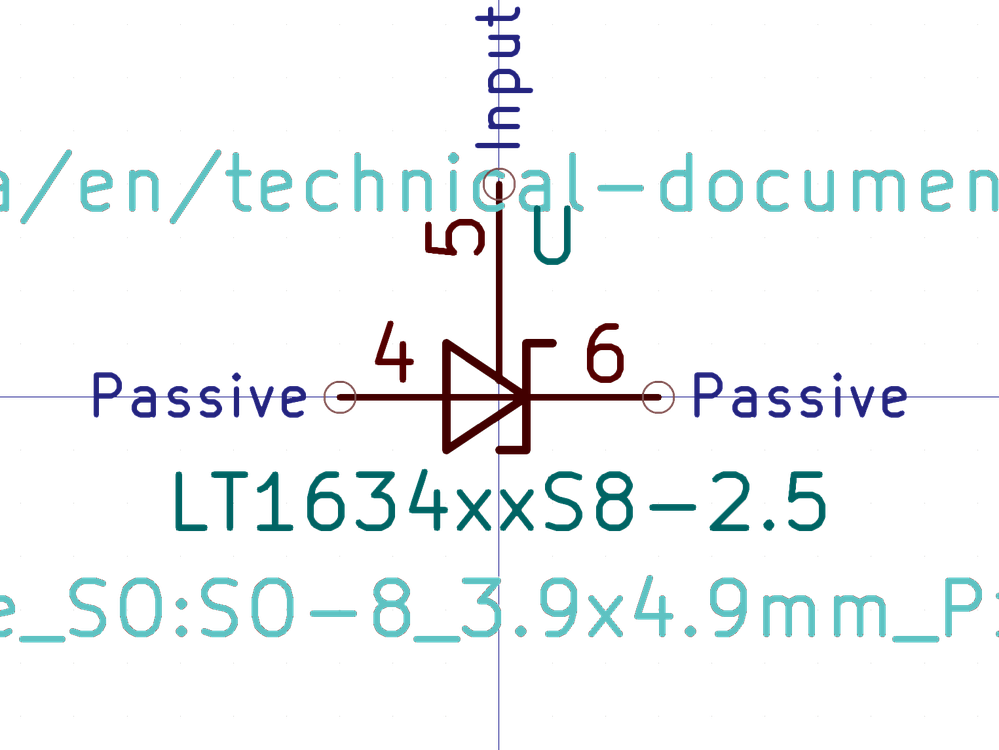 Input
a/en/technical-documen
5
U
4
6
Passive
Passive
LT1634xxS8-2.5
e_SO:SO-8_3.9x4.9mm_P